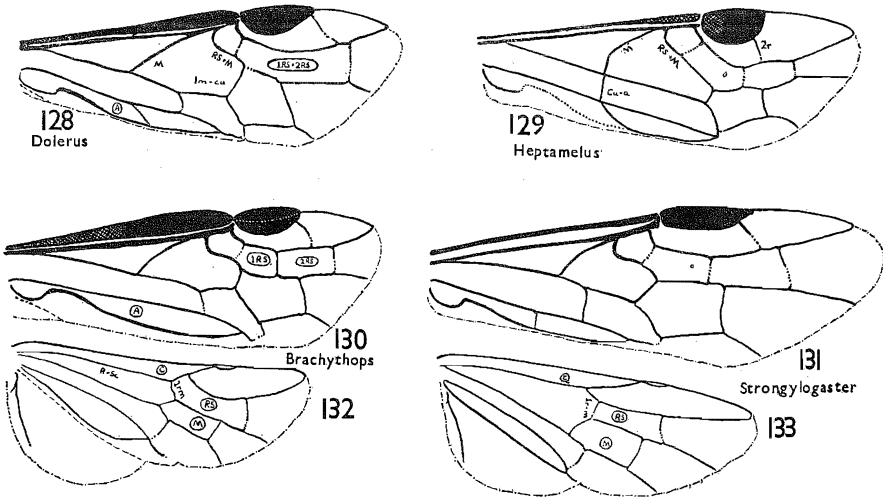 M
RS+M
1m-cu
1RS+2RS
A
128
Dolerus
M
RS+M
2r
Cu-a
129
Heptamelus
1RS
2RS
A
130
Brachythops
131
Strongylogaster
C
R+Sc
RS
M
132
C
m-cu
RS
M
133